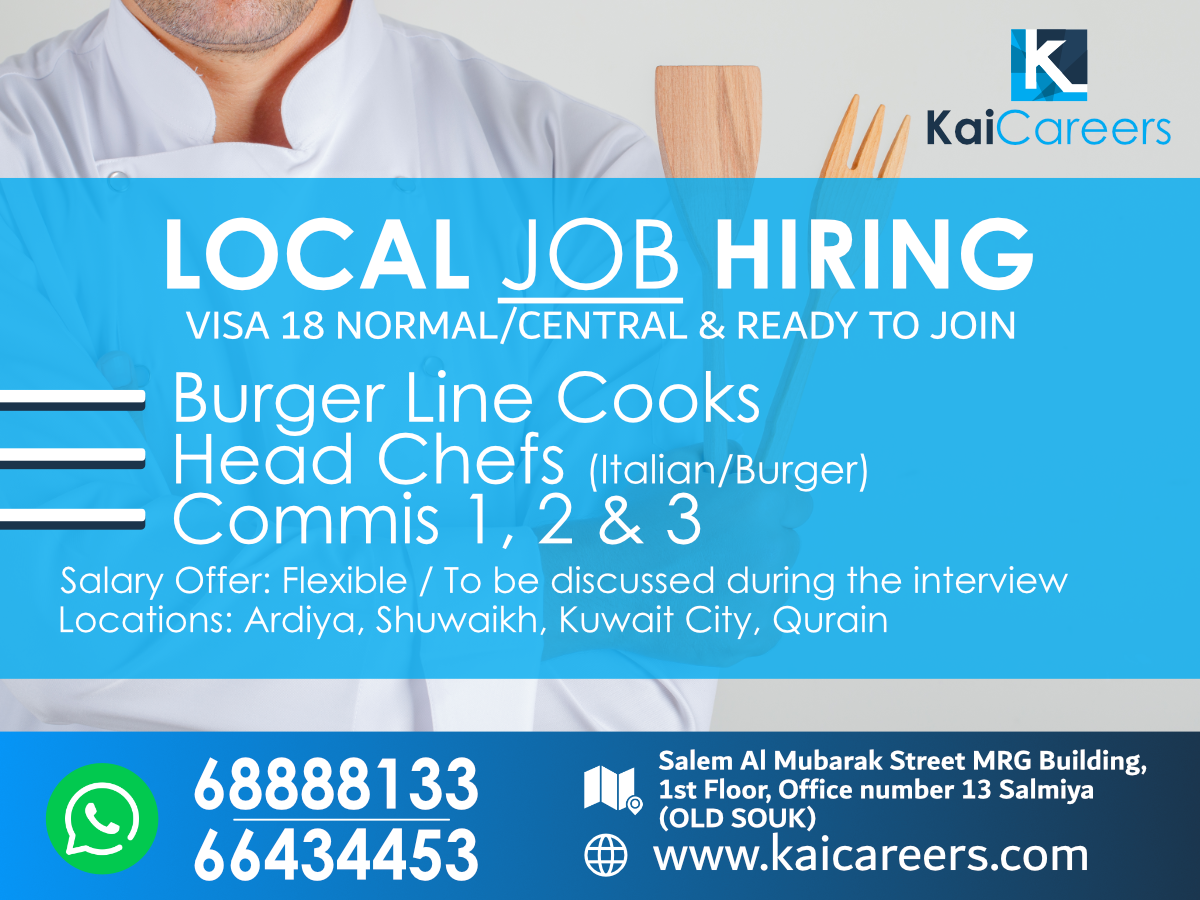 K
KaiCareers
LOCAL JOB HIRING
VISA 18 NORMAL/CENTRAL & READY TO JOIN
Burger Line Cooks
Head Chefs (Italian/Burger)
Commis 1, 2 & 3
Salary Offer: Flexible / To be discussed during the interview
Locations: Ardiya, Shuwaikh, Kuwait City, Qurain
68888133
66434453
Salem Al Mubarak Street MRG Building,
1st Floor, Office number 13 Salmiya
(OLD SOUK)
www.kaicareers.com